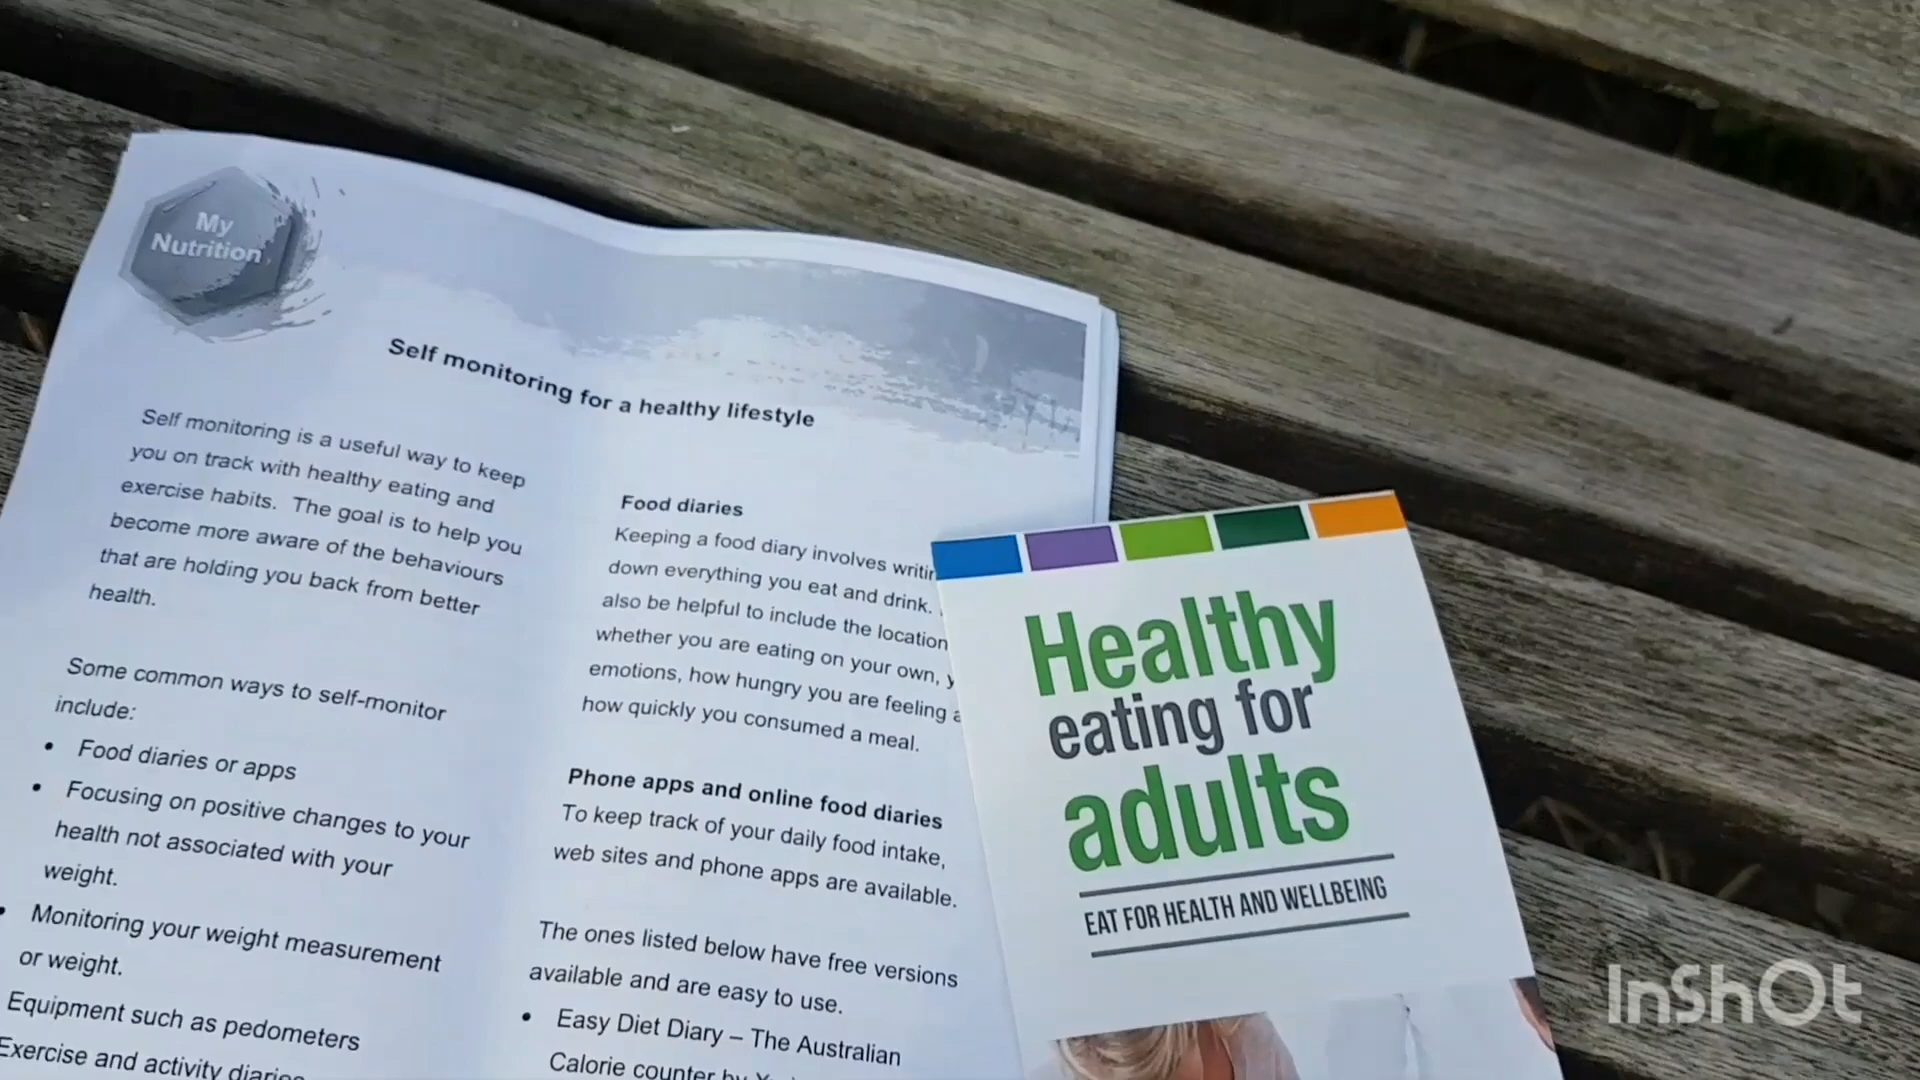 My
Nutrition
Self monitoring for a healthy lifestyle
Self monitoring is a useful way to keep
you on track with healthy eating and
exercise habits. The goal is to help you
become more aware of the behaviours
that are holding you back from better
health.
Some common ways to self-monitor
include:
• Food diaries or apps
• Focusing on positive changes to your
health not associated with your
weight.
• Monitoring your weight measurement
or weight.
Equipment such as pedometers
Exercise and activity diaries
Food diaries
Keeping a food diary involves
down everything you eat and drink.
also be helpful to include the location
whether you are eating on your own,
emotions, how hungry you are feeling
how quickly you consumed a meal.
Phone apps and online food diaries
To keep track of your daily food intake,
web sites and phone apps are available.
The ones listed below have free versions
available and are easy to use.
• Easy Diet Diary – The Australian
Calorie counter by
Healthy
eating for
adults
EAT FOR HEALTH AND WELLBEING
InShOt